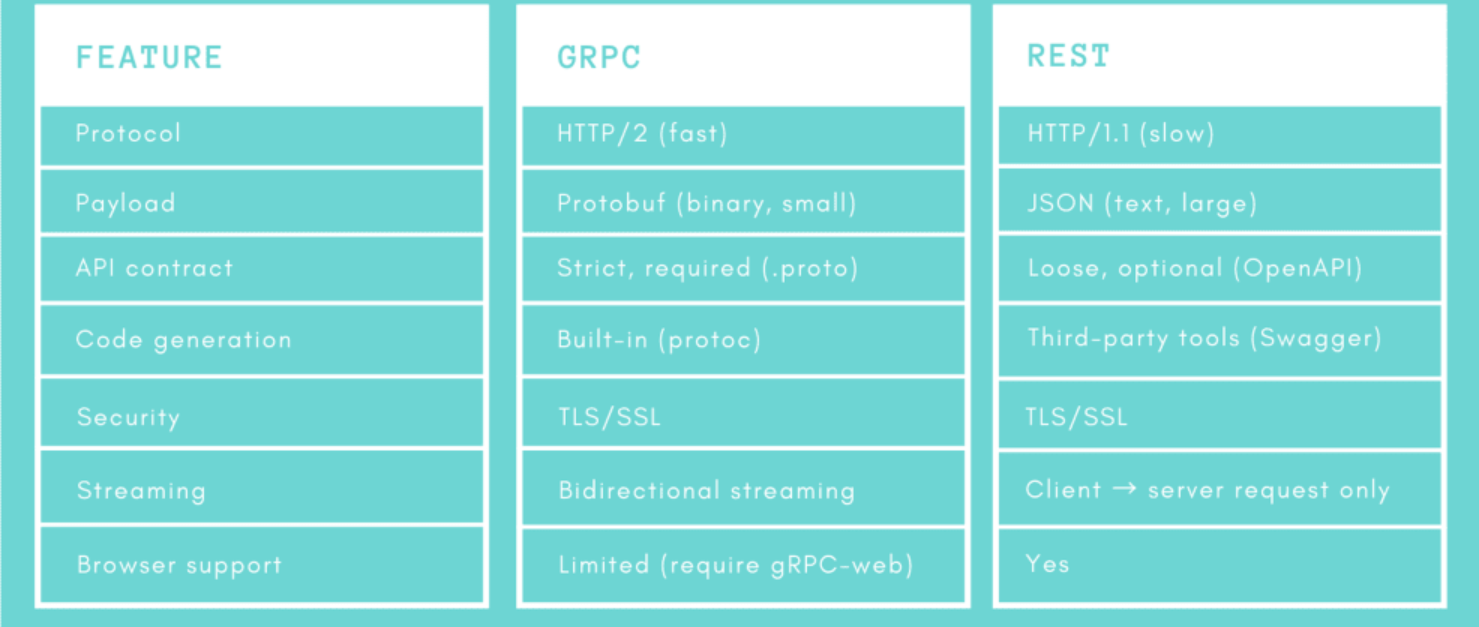 FEATURE GRPC REST
Protocol HTTP/2 (fast) HTTP/1.1 (slow)
Payload Protobuf (binary, small) JSON (text, large)
API contract Strict, required (.proto) Loose, optional (OpenAPI)
Code generation Built-in (protoc) Third-party tools (Swagger)
Security TLS/SSL TLS/SSL
Streaming Bidirectional streaming Client → server request only
Browser support Limited (require gRPC-web) Yes